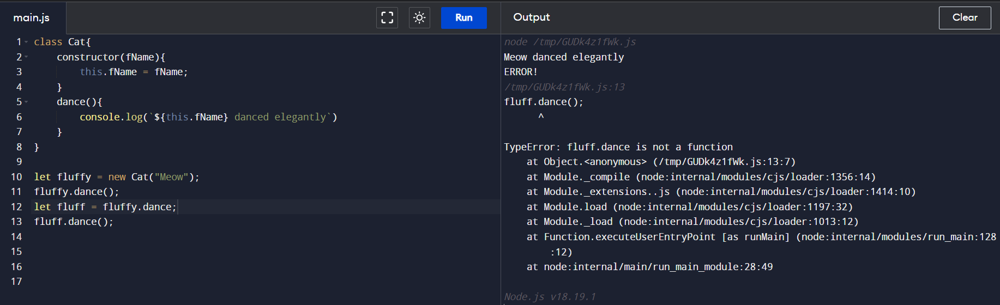 main.js
Run
Output
Clear
1 class Cat{
2     constructor(fName){
3         this.fName = fName;
4     }
5     dance(){
6         console.log(`${this.fName} danced elegantly`)
7     }
8 }
9
10 let fluffy = new Cat("Meow");
11 fluffy.dance();
12 let fluff = fluffy.dance;
13 fluff.dance();
14
15
16
17
node /tmp/GUDk4z1fWk.js
Meow danced elegantly
ERROR!
/tmp/GUDk4z1fWk.js:13
fluff.dance();
      ^
TypeError: fluff.dance is not a function
    at Object.<anonymous> (/tmp/GUDk4z1fWk.js:13:7)
    at Module._compile (node:internal/modules/cjs/loader:1356:14)
    at Module._extensions..js (node:internal/modules/cjs/loader:1414:10)
    at Module.load (node:internal/modules/cjs/loader:1197:32)
    at Module._load (node:internal/modules/cjs/loader:1013:12)
    at Function.executeUserEntryPoint [as runMain] (node:internal/modules/run_main:128
        :12)
    at node:internal/main/run_main_module:28:49
Node.js v18.19.1